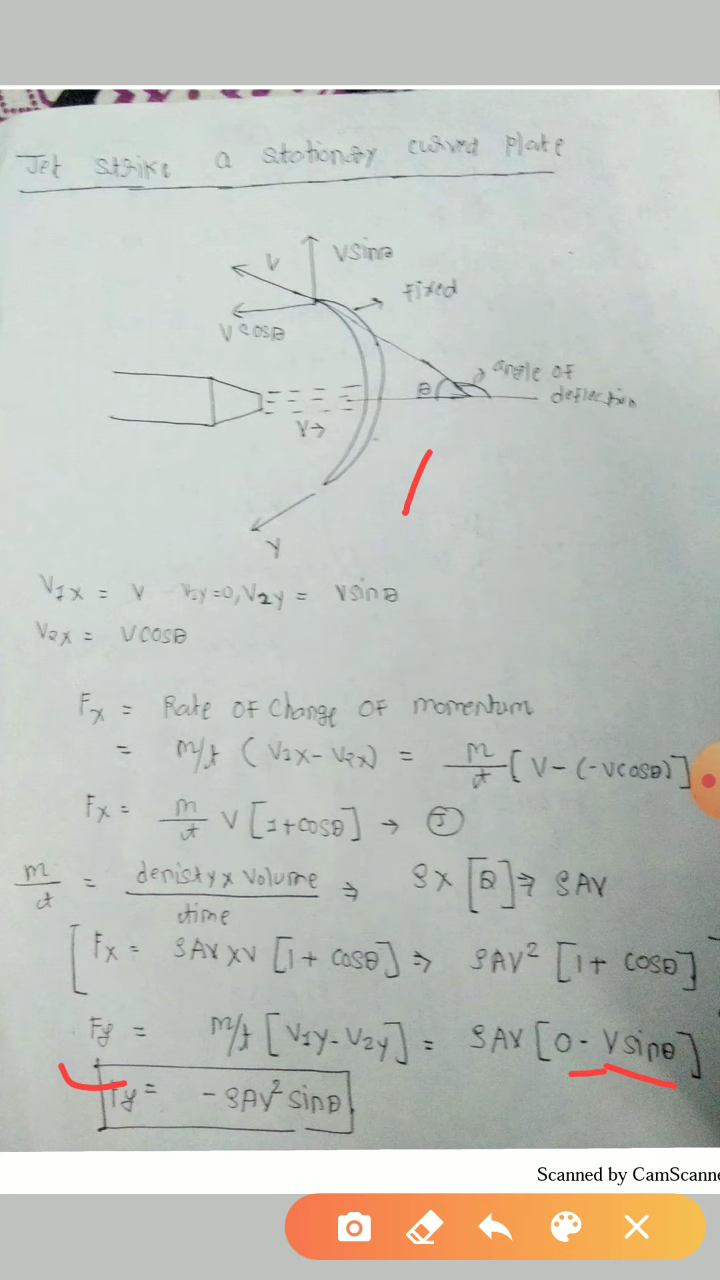 Jet strike a stationary curved plate
V
Vsinθ
Fixed
Vcosθ
angle of
θ
deflection
V→
V
V1x = V V1y=0, V2y = Vsinθ
V2x = Vcosθ
Fx = Rate of Change of momentum
= m/t (V1x-V2x) = m/t [V-(-Vcosθ)]
Fx = m/t V [1+cosθ] → ①
m/t = denisty x volume / time ⇒ ρ x [Q] ⇒ ρAV
[Fx = ρAV x V [1+ cosθ] ⇒ ρAV² [1+ cosθ]
Fy = m/t [V1y-V2y] = ρAV [0- Vsinθ]
Fy = -ρAV² sinθ
Scanned by CamScanne